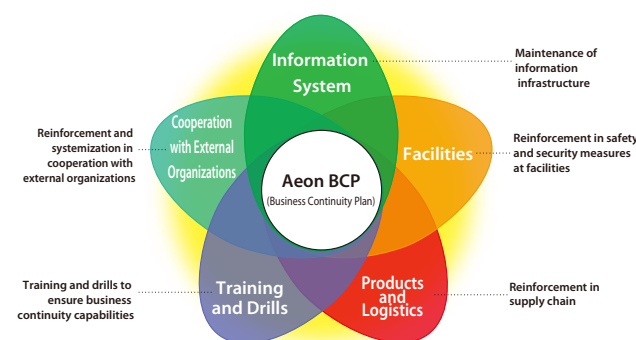 Information
System
Maintenance of
information
infrastructure
Cooperation
with External
Organizations
Reinforcement and
systemization in
cooperation with
external organizations
Facilities
Reinforcement in safety
and security measures
at facilities
Aeon BCP
(Business Continuity Plan)
Training
and Drills
Training and drills to
ensure business
continuity capabilities
Products
and
Logistics
Reinforcement in
supply chain